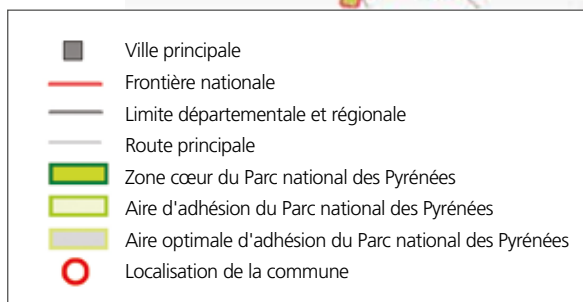 Ville principale
Frontière nationale
Limite départementale et régionale
Route principale
Zone cœur du Parc national des Pyrénées
Aire d'adhésion du Parc national des Pyrénées
Aire optimale d'adhésion du Parc national des Pyrénées
Localisation de la commune